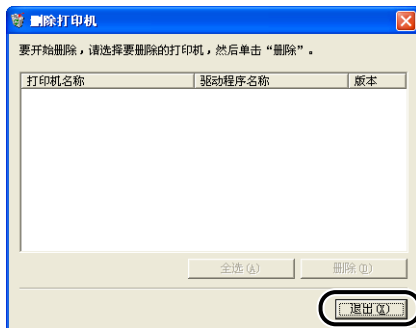 删除打印机
要开始删除，请选择要删除的打印机，然后单击“删除”。
打印机名称 驱动程序名称 版本
全选(A) 删除(D)
退出(X)